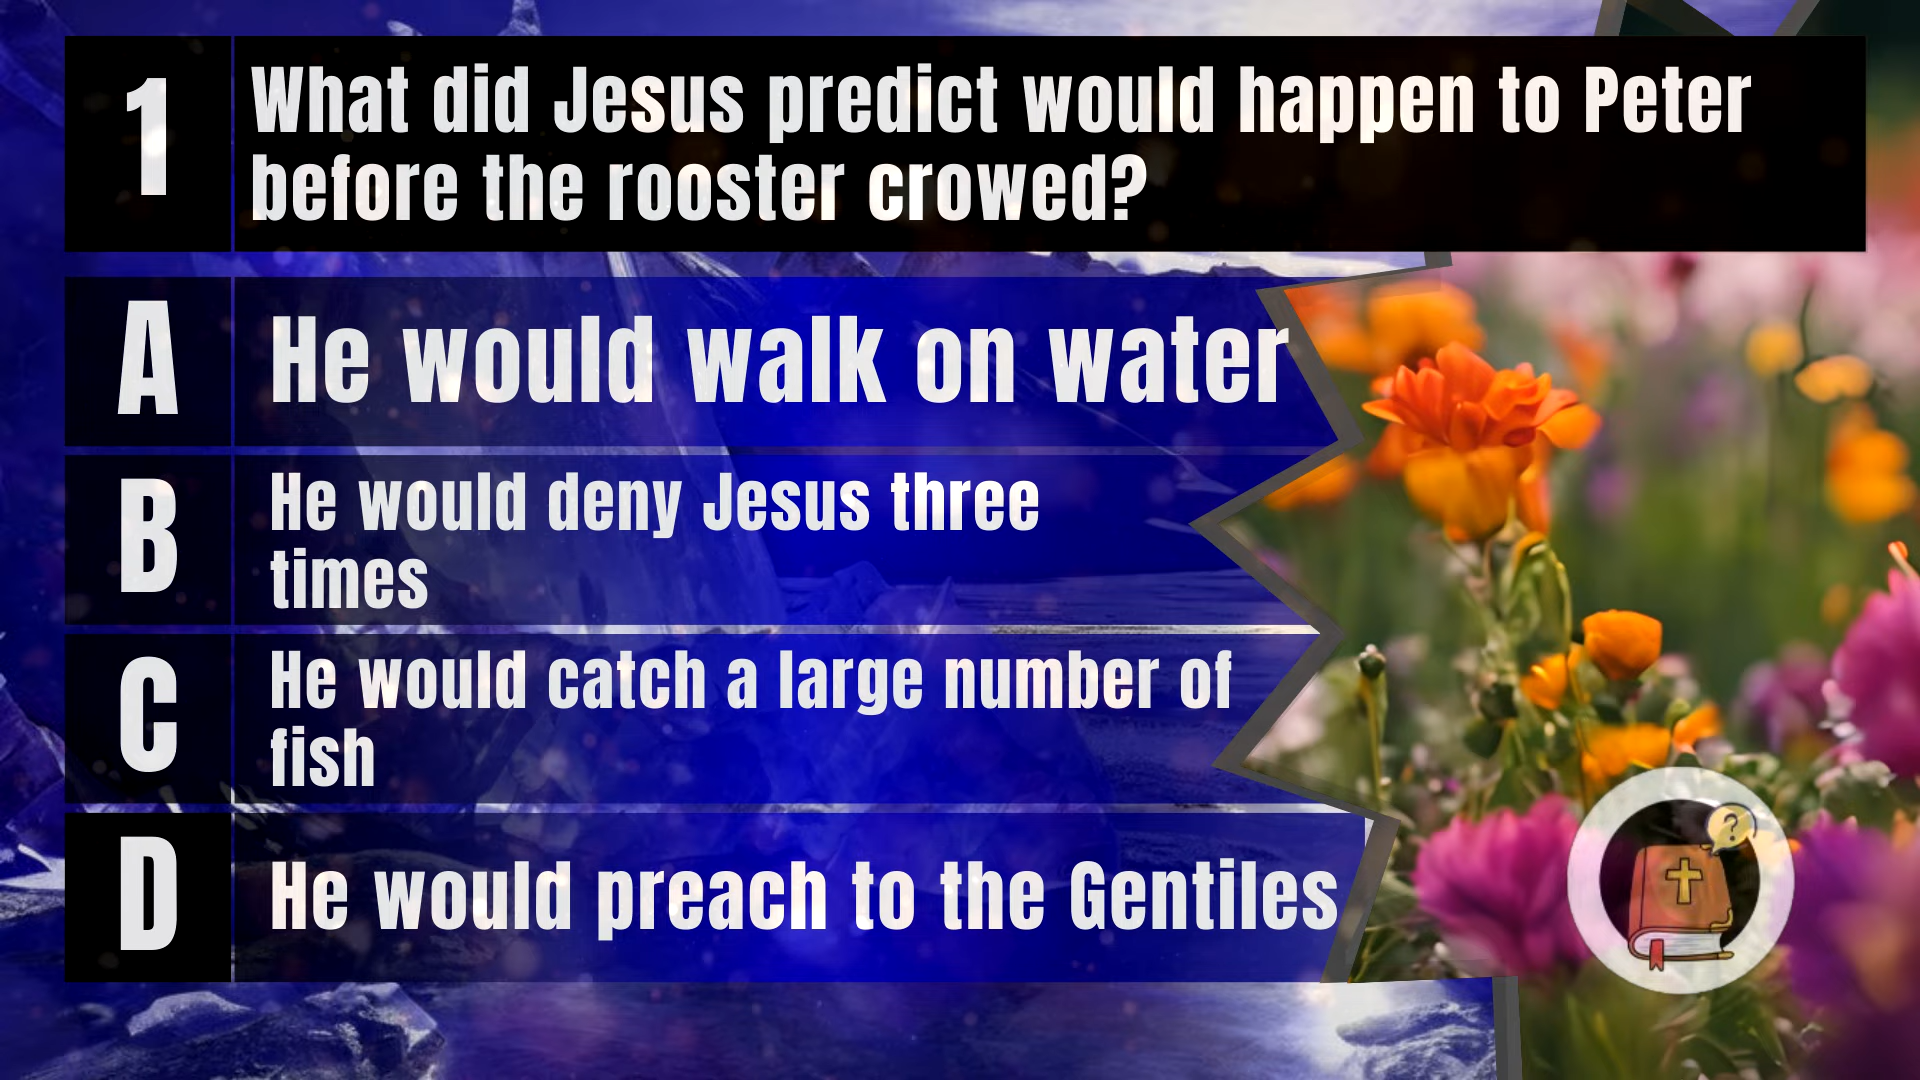 1
What did Jesus predict would happen to Peter
before the rooster crowed?
A
He would walk on water
B
He would deny Jesus three
times
C
He would catch a large number of
fish
D
He would preach to the Gentiles
?